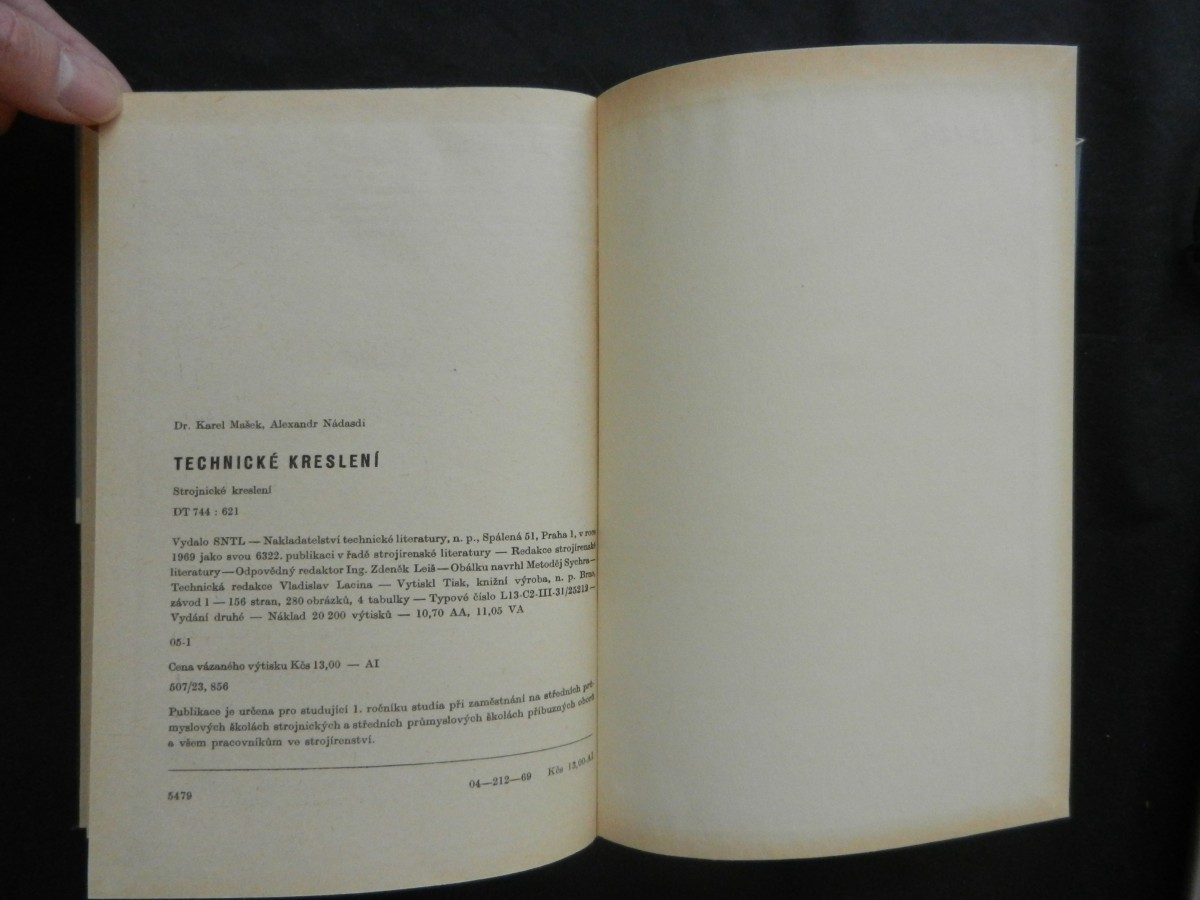 Dr. Karel Mašek, Alexandr Nádasdi
TECHNICKÉ KRESLENÍ
Strojnické kreslení
DT 744 : 621
Vydalo SNTL — Nakladatelství technické literatury, n. p., Spálená 51, Praha 1, v roce
1969 jako svou 6322. publikaci v řadě strojírenské literatury — Redakce strojírenské
literatury — Odpovědný redaktor Ing. Zdeněk Leiš — Obálku navrhl Metoděj Sychra —
Technická redakce Vladislav Lacina — Vytiskl Tisk, knižní výroba, n. p. Brno,
závod 1 — 156 stran, 280 obrázků, 4 tabulky — Typové číslo L13-C2-III-31/25212 —
Vydání druhé — Náklad 20 200 výtisků — 10,70 AA, 11,05 VA
05-1
Cena vázaného výtisku Kčs 13,00 — AI
507/23, 856
Publikace je určena pro studující 1. ročníku studia při zaměstnání na středních prů-
myslových školách strojnických a středních průmyslových školách příbuzných oborů
a všem pracovníkům ve strojírenství.
04—212—69 Kčs 13,00-AI
5479